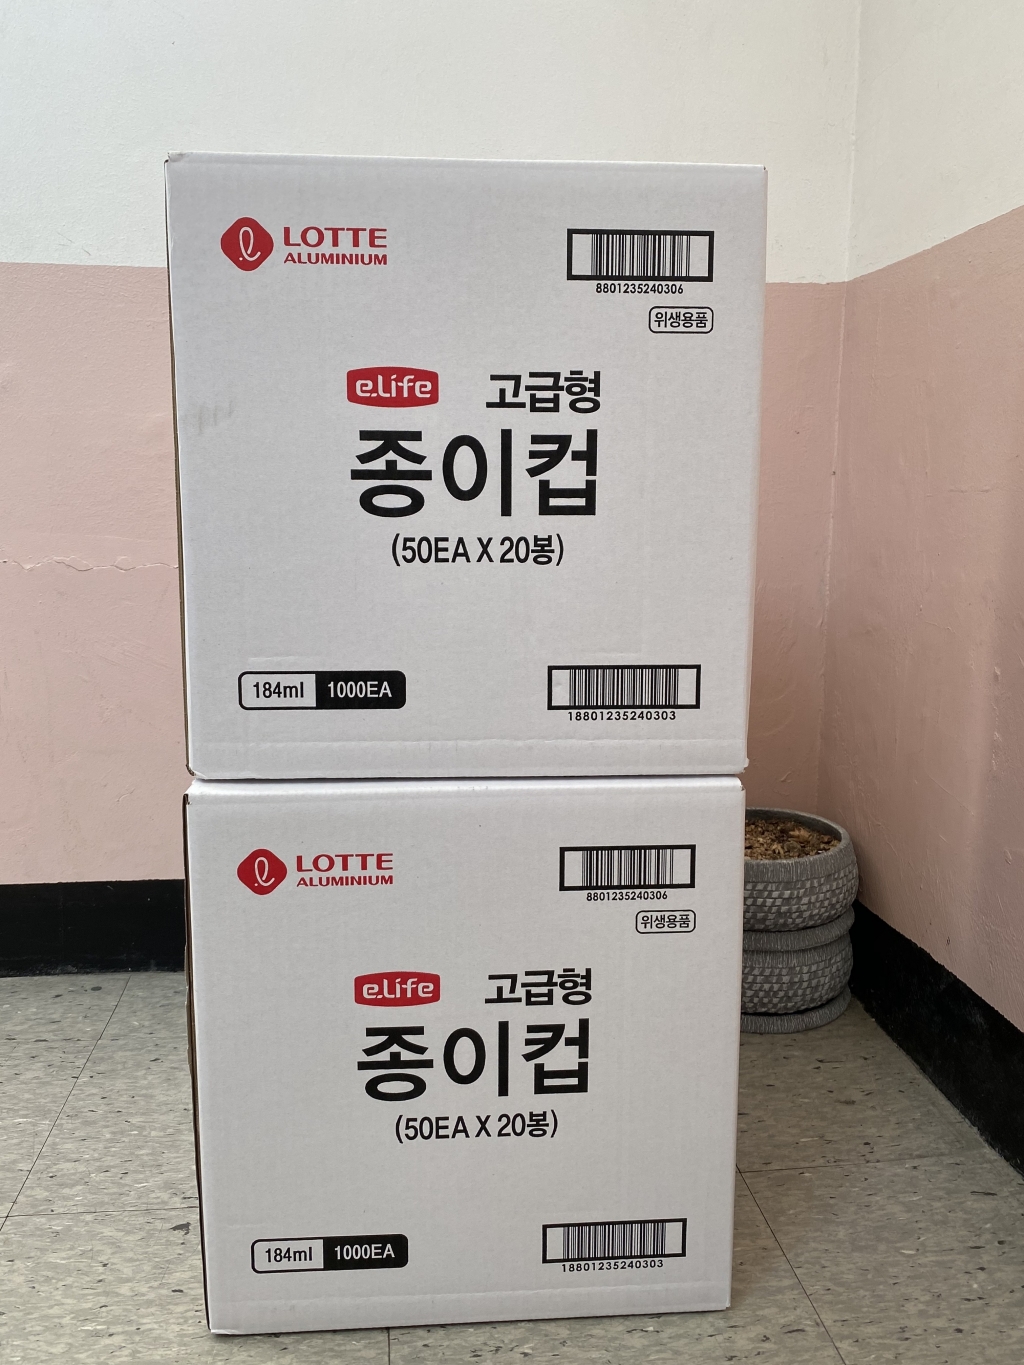 LOTTE
ALUMINIUM
8801235240306
위생용품
e.Life 고급형
종이컵
(50EA X 20봉)
184ml 1000EA
18801235240303
LOTTE
ALUMINIUM
8801235240306
위생용품
e.Life 고급형
종이컵
(50EA X 20봉)
184ml 1000EA
18801235240303